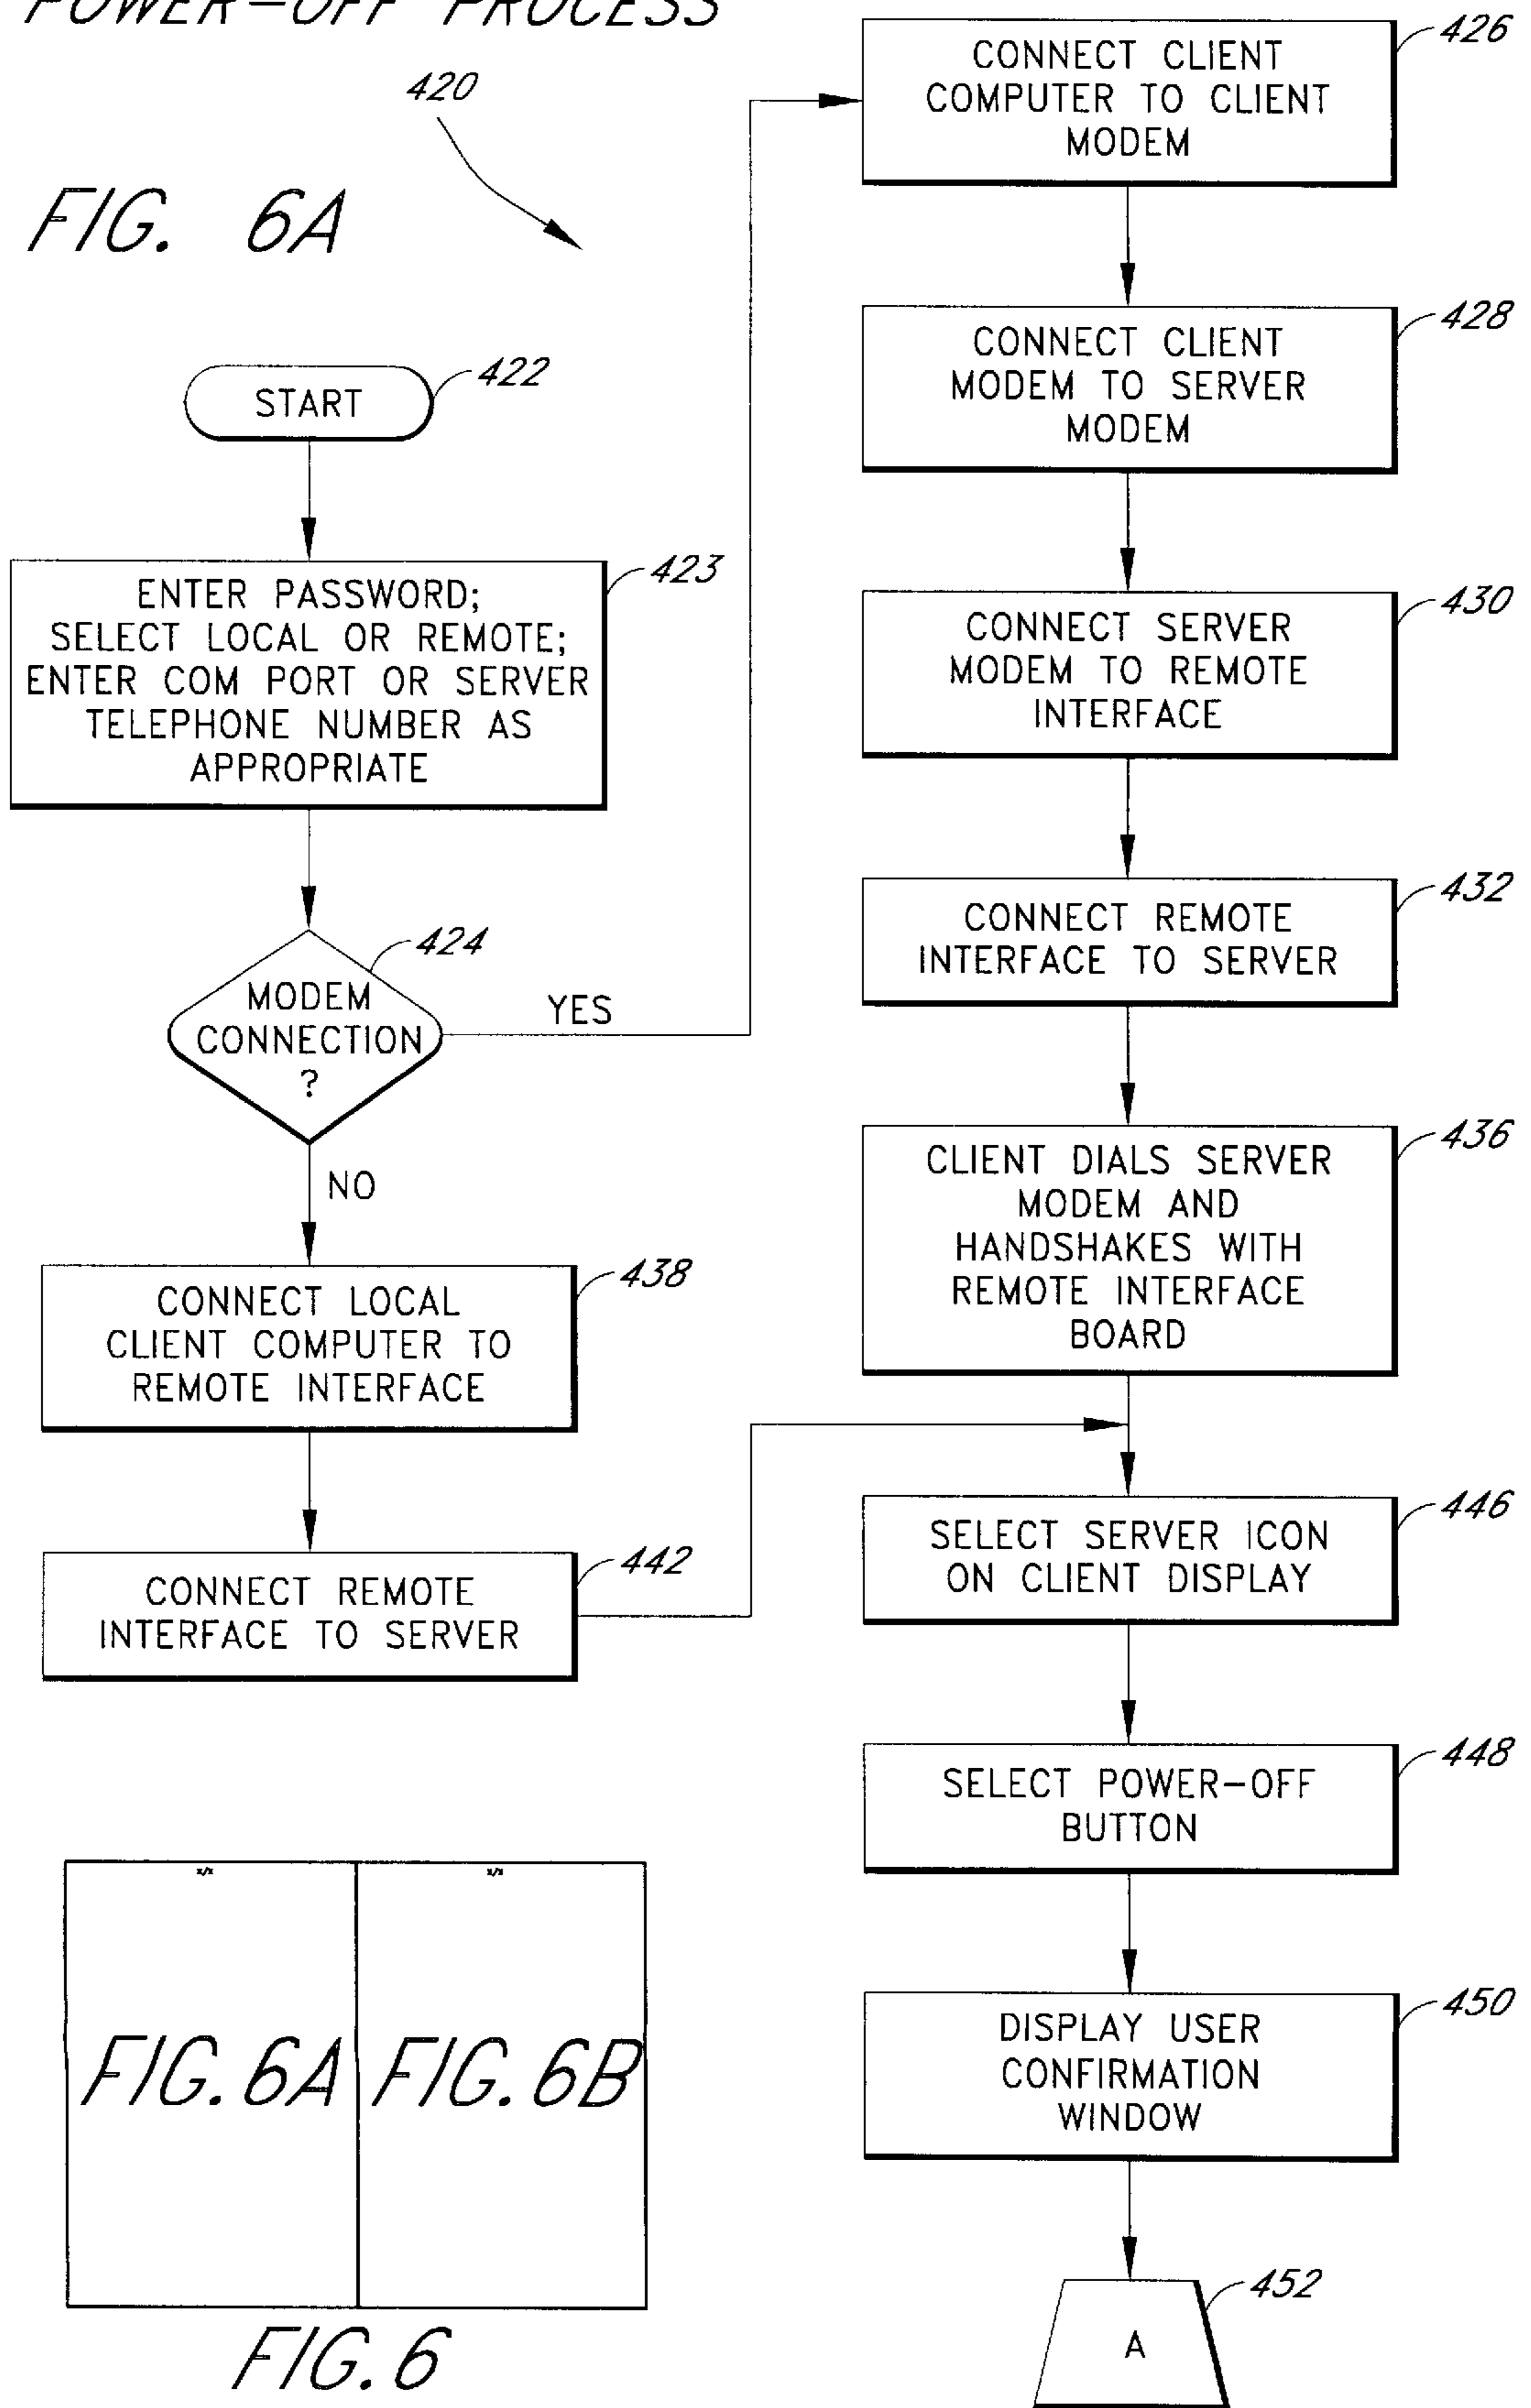 POWER-OFF PROCESS
420
FIG. 6A
START
422
ENTER PASSWORD;
SELECT LOCAL OR REMOTE;
ENTER COM PORT OR SERVER
TELEPHONE NUMBER AS
APPROPRIATE
423
MODEM
CONNECTION
?
424
YES
NO
CONNECT LOCAL
CLIENT COMPUTER TO
REMOTE INTERFACE
438
CONNECT REMOTE
INTERFACE TO SERVER
442
CONNECT CLIENT
COMPUTER TO CLIENT
MODEM
426
CONNECT CLIENT
MODEM TO SERVER
MODEM
428
CONNECT SERVER
MODEM TO REMOTE
INTERFACE
430
CONNECT REMOTE
INTERFACE TO SERVER
432
CLIENT DIALS SERVER
MODEM AND
HANDSHAKES WITH
REMOTE INTERFACE
BOARD
436
SELECT SERVER ICON
ON CLIENT DISPLAY
446
SELECT POWER-OFF
BUTTON
448
DISPLAY USER
CONFIRMATION
WINDOW
450
A
452
x/x
x/x
FIG. 6A
FIG. 6B
FIG. 6